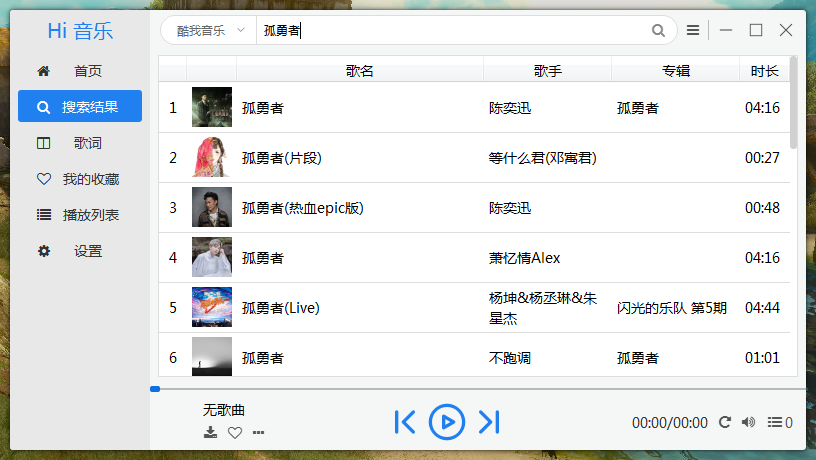 Hi 音乐
首页
搜索结果
歌词
我的收藏
播放列表
设置
酷我音乐 孤勇者
歌名 歌手 专辑 时长
1 孤勇者 陈奕迅 孤勇者 04:16
2 孤勇者(片段) 等什么君(邓寓君) 00:27
3 孤勇者(热血epic版) 陈奕迅 00:48
4 孤勇者 萧忆情Alex 04:16
5 孤勇者(Live) 杨坤&杨丞琳&朱
星杰 闪光的乐队 第5期 04:44
6 孤勇者 不跑调 孤勇者 01:01
无歌曲
00:00/00:00 0